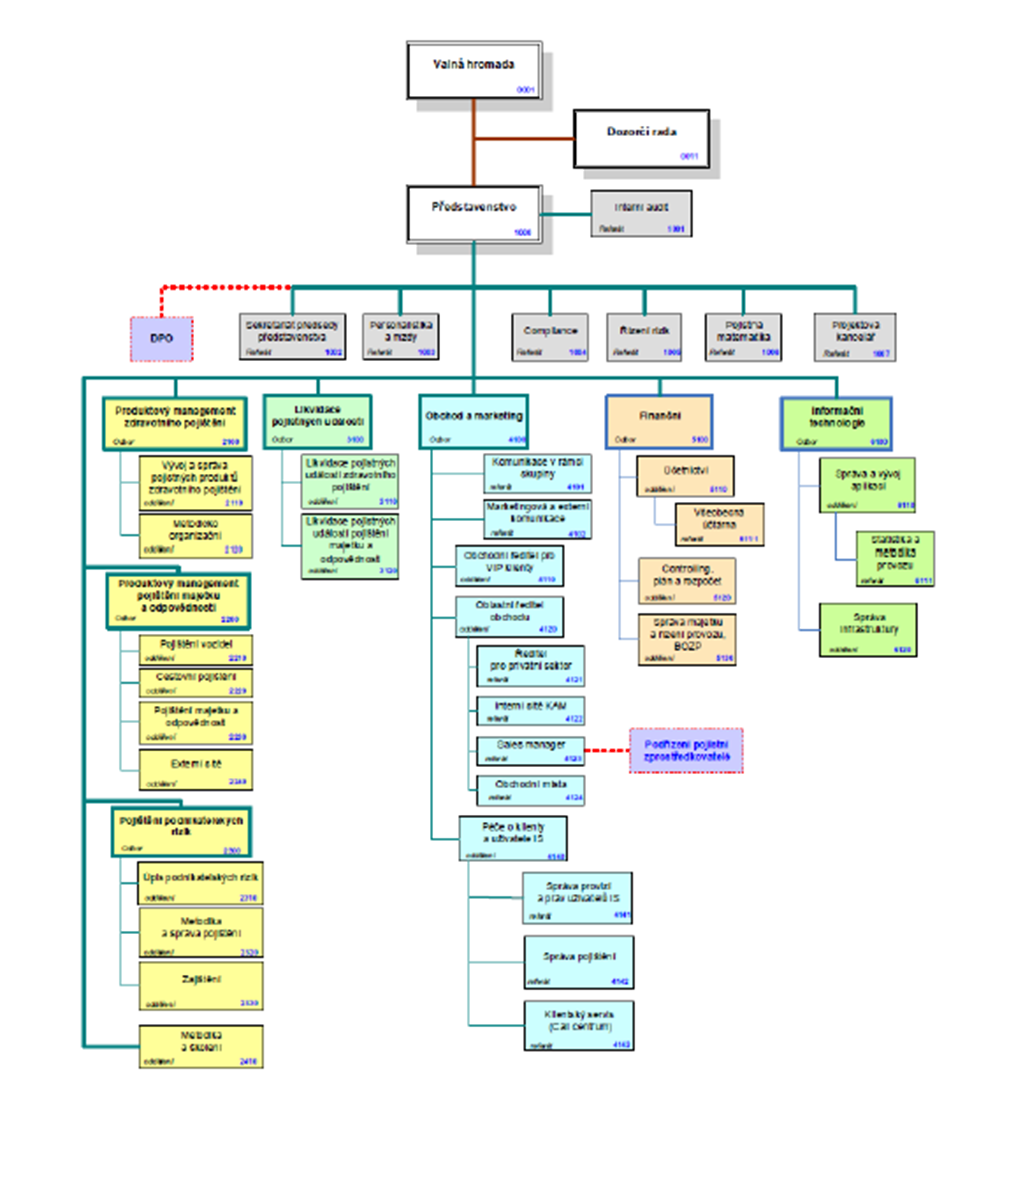 Valná hromada
0001
Dozorčí rada
0011
Představenstvo
1000
Interní audit
Referát 1001
DPO
Sekretariát předsedy
představenstva
Referát 1002
Personalistika
a mzdy
Referát 1003
Compliance
Referát 1004
Řízení rizik
Referát 1005
Pojistná
matematika
Referát 1006
Projektová
kancelář
Referát 1007
Produktový management
zdravotního pojištění
Odbor 2100
Vývoj a správa
pojistných produktů
zdravotního pojištění
oddělení 2110
Metodicko
organizační
oddělení 2120
Produktový management
pojištění majetku
a odpovědnosti
Odbor 2200
Pojištění vozidel
oddělení 2210
Cestovní pojištění
oddělení 2220
Pojištění majetku a
odpovědnosti
oddělení
Externí sítě
oddělení 2240
Pojištění podnikatelských
rizik
Odbor 2300
Úpis podnikatelských rizik
oddělení 2310
Metodika
a správa pojištění
oddělení 2320
Zajištění
oddělení 2330
Metodika
a školení
oddělení 2410
Likvidace
pojistných událostí
Odbor 3100
Likvidace pojistných
událostí zdravotního
pojištění
oddělení 3110
Likvidace pojistných
událostí pojištění
majetku a
odpovědnosti
oddělení 3120
Obchod a marketing
Odbor 4100
Komunikace v rámci
skupiny
referát 4101
Marketingová a externí
komunikace
referát 4102
Obchodní ředitel pro
VIP klienty
oddělení 4110
Oblastní ředitel
obchodu
oddělení 4120
Ředitel
pro privátní sektor
referát 4121
Interní sítě KAM
referát 4122
Sales manager
referát 4123
Obchodní místa
referát 4124
Podřízení pojistní
zprostředkovatelé
Péče o klienty
a uživatele IS
oddělení 4140
Správa provizí
a práv uživatelů IS
referát 4141
Správa pojištění
referát 4142
Klientský servis
(Call centrum)
referát 4143
Finanční
Odbor 5100
Účetnictví
oddělení 5110
Všeobecná
účtárna
referát 5111
Controlling,
plán a rozpočet
oddělení 5120
Správa majetku
a řízení provozu,
BOZP
oddělení 5130
Informační
technologie
Odbor 6100
Správa a vývoj
aplikací
oddělení 6110
Statistika a
metodika
provozu
referát 6111
Správa
infrastruktury
oddělení 6120